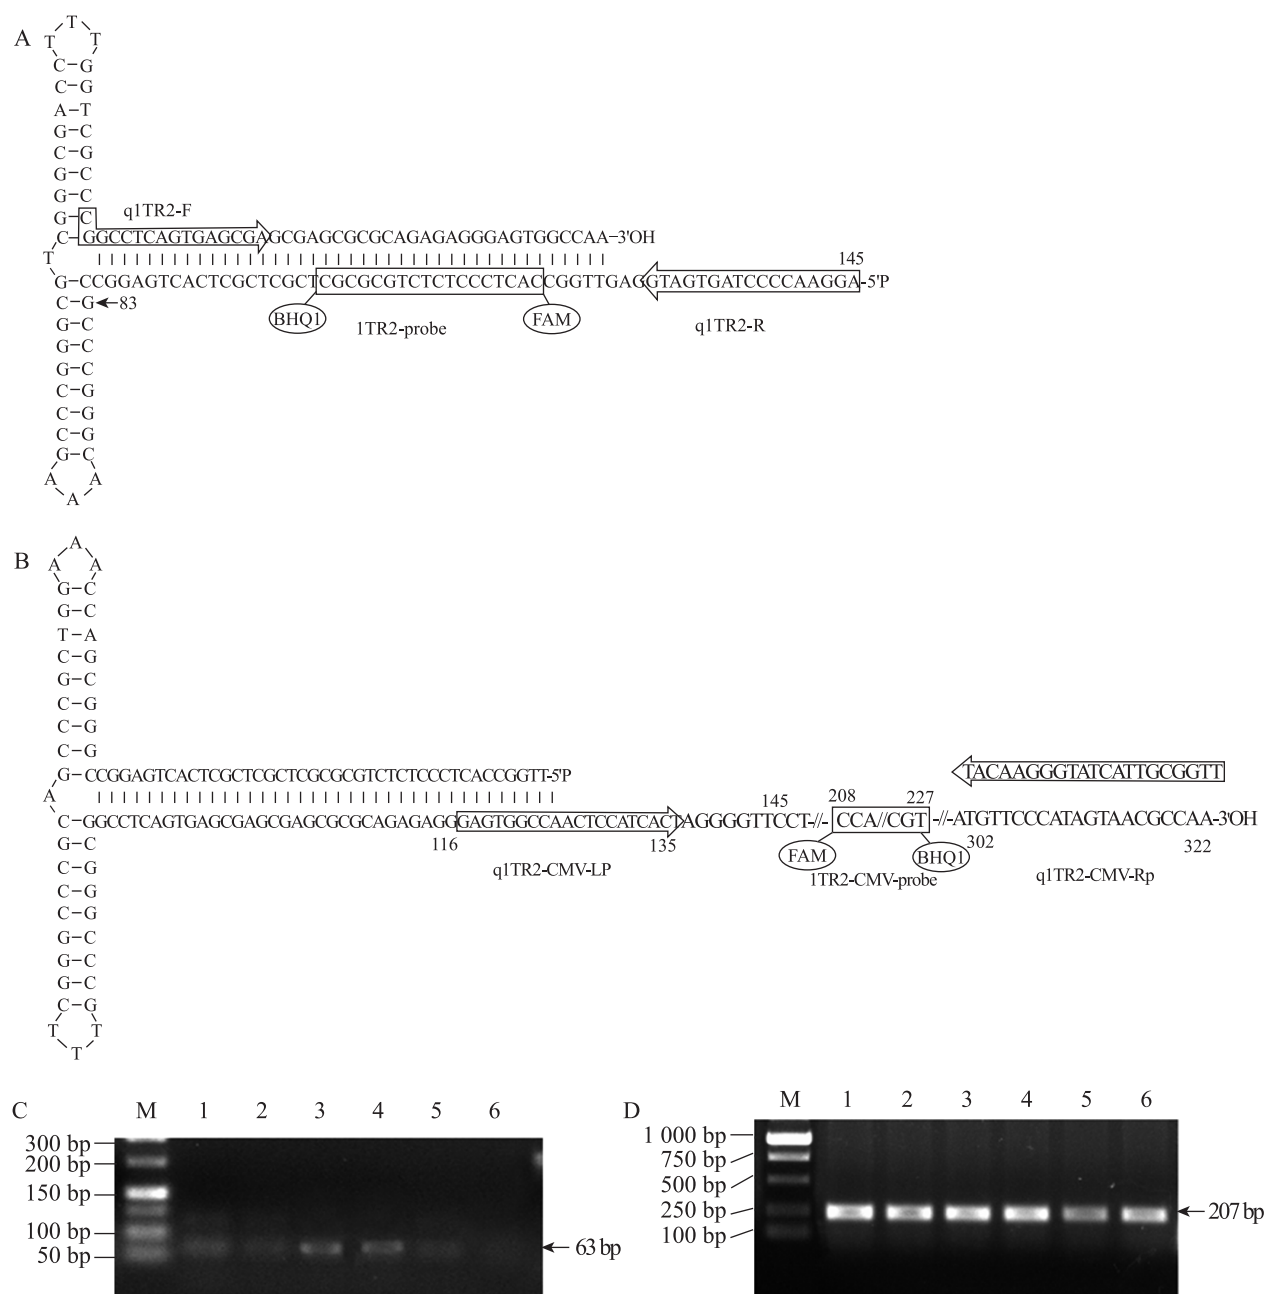 A
T
T T
C–G
C–G
A–T
G–C
C–G
G–C
G–C
G–C
G C
q1TR2-F
C GGCCTCAGTGAGCGAGCGAGCGCGCAGAGAGGGAGTGGCCAA–3'OH
T
G CCGGAGTCACTCGCTCGCTCGCGCGTCTCTCCCTCACCGGTTGAGGTAGTGATCCCCAAGGA-5'P
145
C–G ←83
BHQ1 FAM
1TR2-probe q1TR2-R
G–C
C–C
G–C
G–G
C–G
C–G
C–G
G–C
A A
A
B
A
A A
G–C
G–C
T–A
C–G
G–C
C–G
C–G
C–G
G CCGGAGTCACTCGCTCGCTCGCGCGTCTCTCCCTCACCGGTT-5'P
TACAAGGGTATCATTGCGGTT
A
C GGCCTCAGTGAGCGAGCGAGCGCGCAGAGAGGGAGTGGCCAACTCCATCACTAGGGGTTCCT-//- CCA//CGT -//-ATGTTCCCATAGTAACGCCAA-3'OH
145 208 227
116 135 302 322
FAM BHQ1
q1TR2-CMV-LP 1TR2-CMV-probe q1TR2-CMV-Rp
G–C
C–G
C–G
C–G
G–C
G–C
G–C
C–G
T T
T
C
M 1 2 3 4 5 6
300 bp
200 bp
150 bp
100 bp
50 bp
63 bp
D
M 1 2 3 4 5 6
1 000 bp
750 bp
500 bp
250 bp
100 bp
207 bp